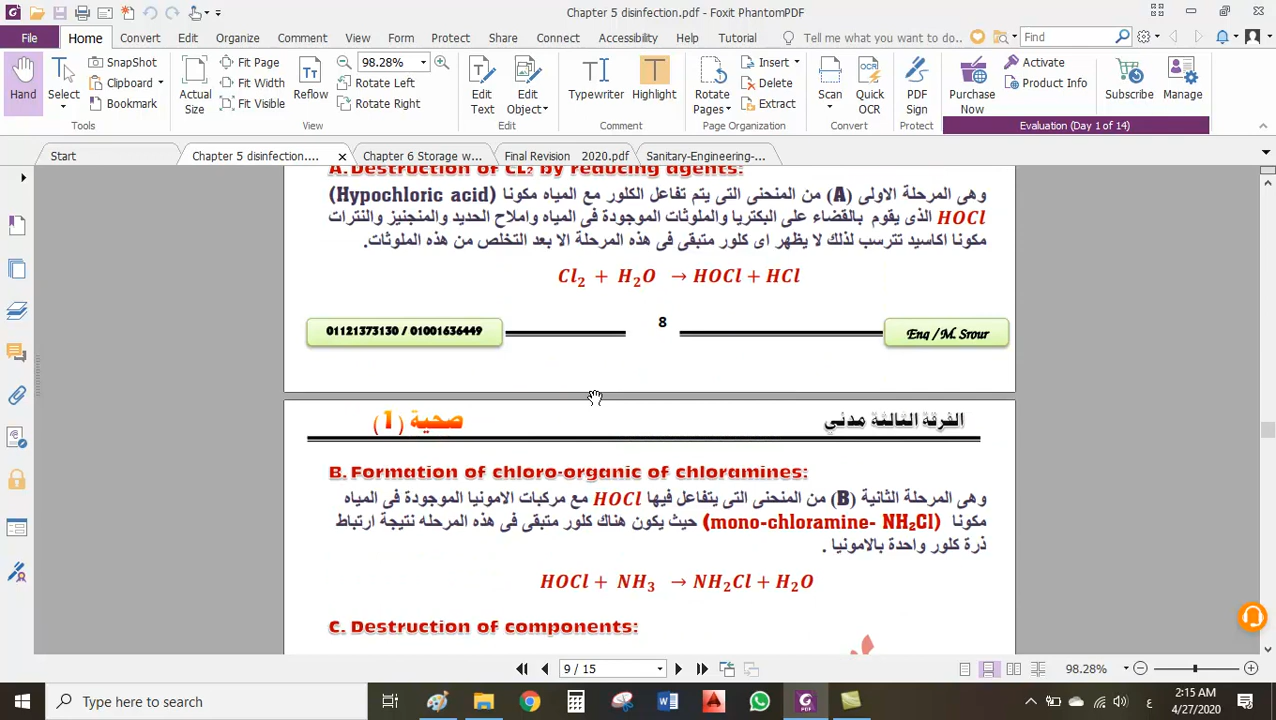 Chapter 5 disinfection.pdf - Foxit PhantomPDF
File Home Convert Edit Organize Comment View Form Protect Share Connect Accessibility Help Tutorial Tell me what you want to do.. Find
Hand
Select
SnapShot
Clipboard
Bookmark
Tools
Actual Size
Fit Page
Fit Width
Fit Visible
Reflow
98.28%
Rotate Left
Rotate Right
View
Edit Text
Edit Object
Edit
Typewriter
Highlight
Comment
Rotate Pages
Insert
Delete
Extract
Page Organization
Scan
Quick OCR
Convert
PDF Sign
Protect
Purchase Now
Activate
Product Info
Subscribe
Manage
Evaluation (Day 1 of 14)
Start Chapter 5 disinfection.... Chapter 6 Storage w... Final Revision 2020.pdf Sanitary-Engineering-...
A. Destruction of CL₂ by reducing agents:
وهى المرحلة الاولى (A) من المنحنى التى يتم تفاعل الكلور مع المياه مكونا (Hypochloric acid)
HOCl الذى يقوم بالقضاء على البكتريا والملوثات الموجودة فى المياه واملاح الحديد والمنجنيز والنترات
مكونا اكاسيد تترسب لذلك لا يظهر اى كلور متبقى فى هذه المرحلة الا بعد التخلص من هذه الملوثات.
Cl₂ + H₂O → HOCl + HCl
01121373130 / 01001636449 8 Enq / M. Srour
الفرقة الثالثة مدني صحية (1)
B. Formation of chloro-organic of chloramines:
وهى المرحلة الثانية (B) من المنحنى التى يتفاعل فيها HOCl مع مركبات الامونيا الموجودة فى المياه
مكونا (mono-chloramine- NH₂Cl) حيث يكون هناك كلور متبقى فى هذه المرحله نتيجة ارتباط
ذرة كلور واحدة بالامونيا .
HOCl + NH₃ → NH₂Cl + H₂O
C. Destruction of components:
9 / 15 98.28%
Type here to search
2:15 AM
4/27/2020
ع